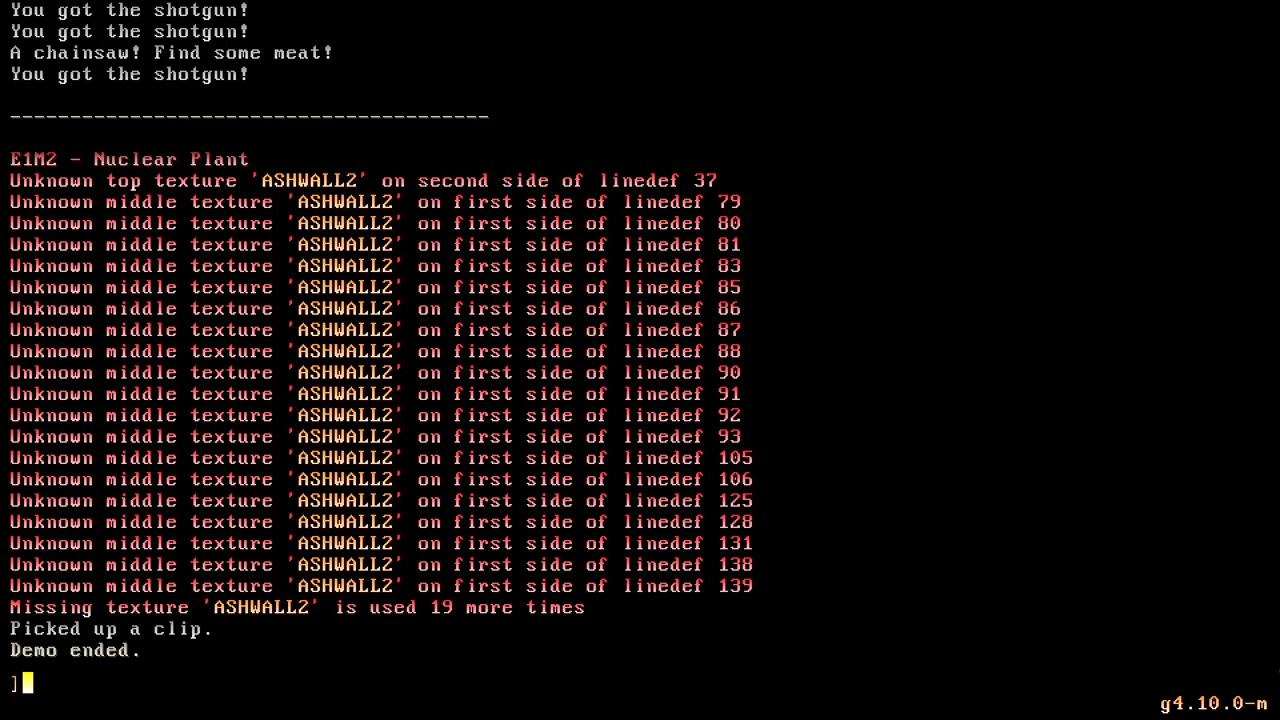 You got the shotgun!
You got the shotgun!
A chainsaw! Find some meat!
You got the shotgun!
----------------------------------------
E1M2 - Nuclear Plant
Unknown top texture 'ASHWALL2' on second side of linedef 37
Unknown middle texture 'ASHWALL2' on first side of linedef 79
Unknown middle texture 'ASHWALL2' on first side of linedef 80
Unknown middle texture 'ASHWALL2' on first side of linedef 81
Unknown middle texture 'ASHWALL2' on first side of linedef 83
Unknown middle texture 'ASHWALL2' on first side of linedef 85
Unknown middle texture 'ASHWALL2' on first side of linedef 86
Unknown middle texture 'ASHWALL2' on first side of linedef 87
Unknown middle texture 'ASHWALL2' on first side of linedef 88
Unknown middle texture 'ASHWALL2' on first side of linedef 90
Unknown middle texture 'ASHWALL2' on first side of linedef 91
Unknown middle texture 'ASHWALL2' on first side of linedef 92
Unknown middle texture 'ASHWALL2' on first side of linedef 93
Unknown middle texture 'ASHWALL2' on first side of linedef 105
Unknown middle texture 'ASHWALL2' on first side of linedef 106
Unknown middle texture 'ASHWALL2' on first side of linedef 125
Unknown middle texture 'ASHWALL2' on first side of linedef 128
Unknown middle texture 'ASHWALL2' on first side of linedef 131
Unknown middle texture 'ASHWALL2' on first side of linedef 138
Unknown middle texture 'ASHWALL2' on first side of linedef 139
Missing texture 'ASHWALL2' is used 19 more times
Picked up a clip.
Demo ended.
]
g4.10.0-m